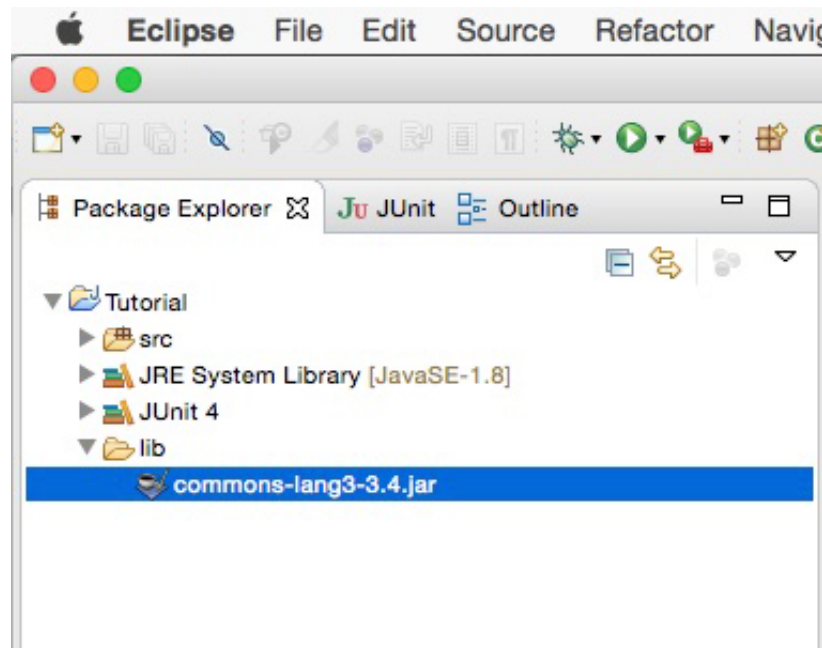 Eclipse File Edit Source Refactor
Package Explorer JU JUnit Outline
Tutorial
src
JRE System Library [JavaSE-1.8]
JUnit 4
lib
commons-lang3-3.4.jar